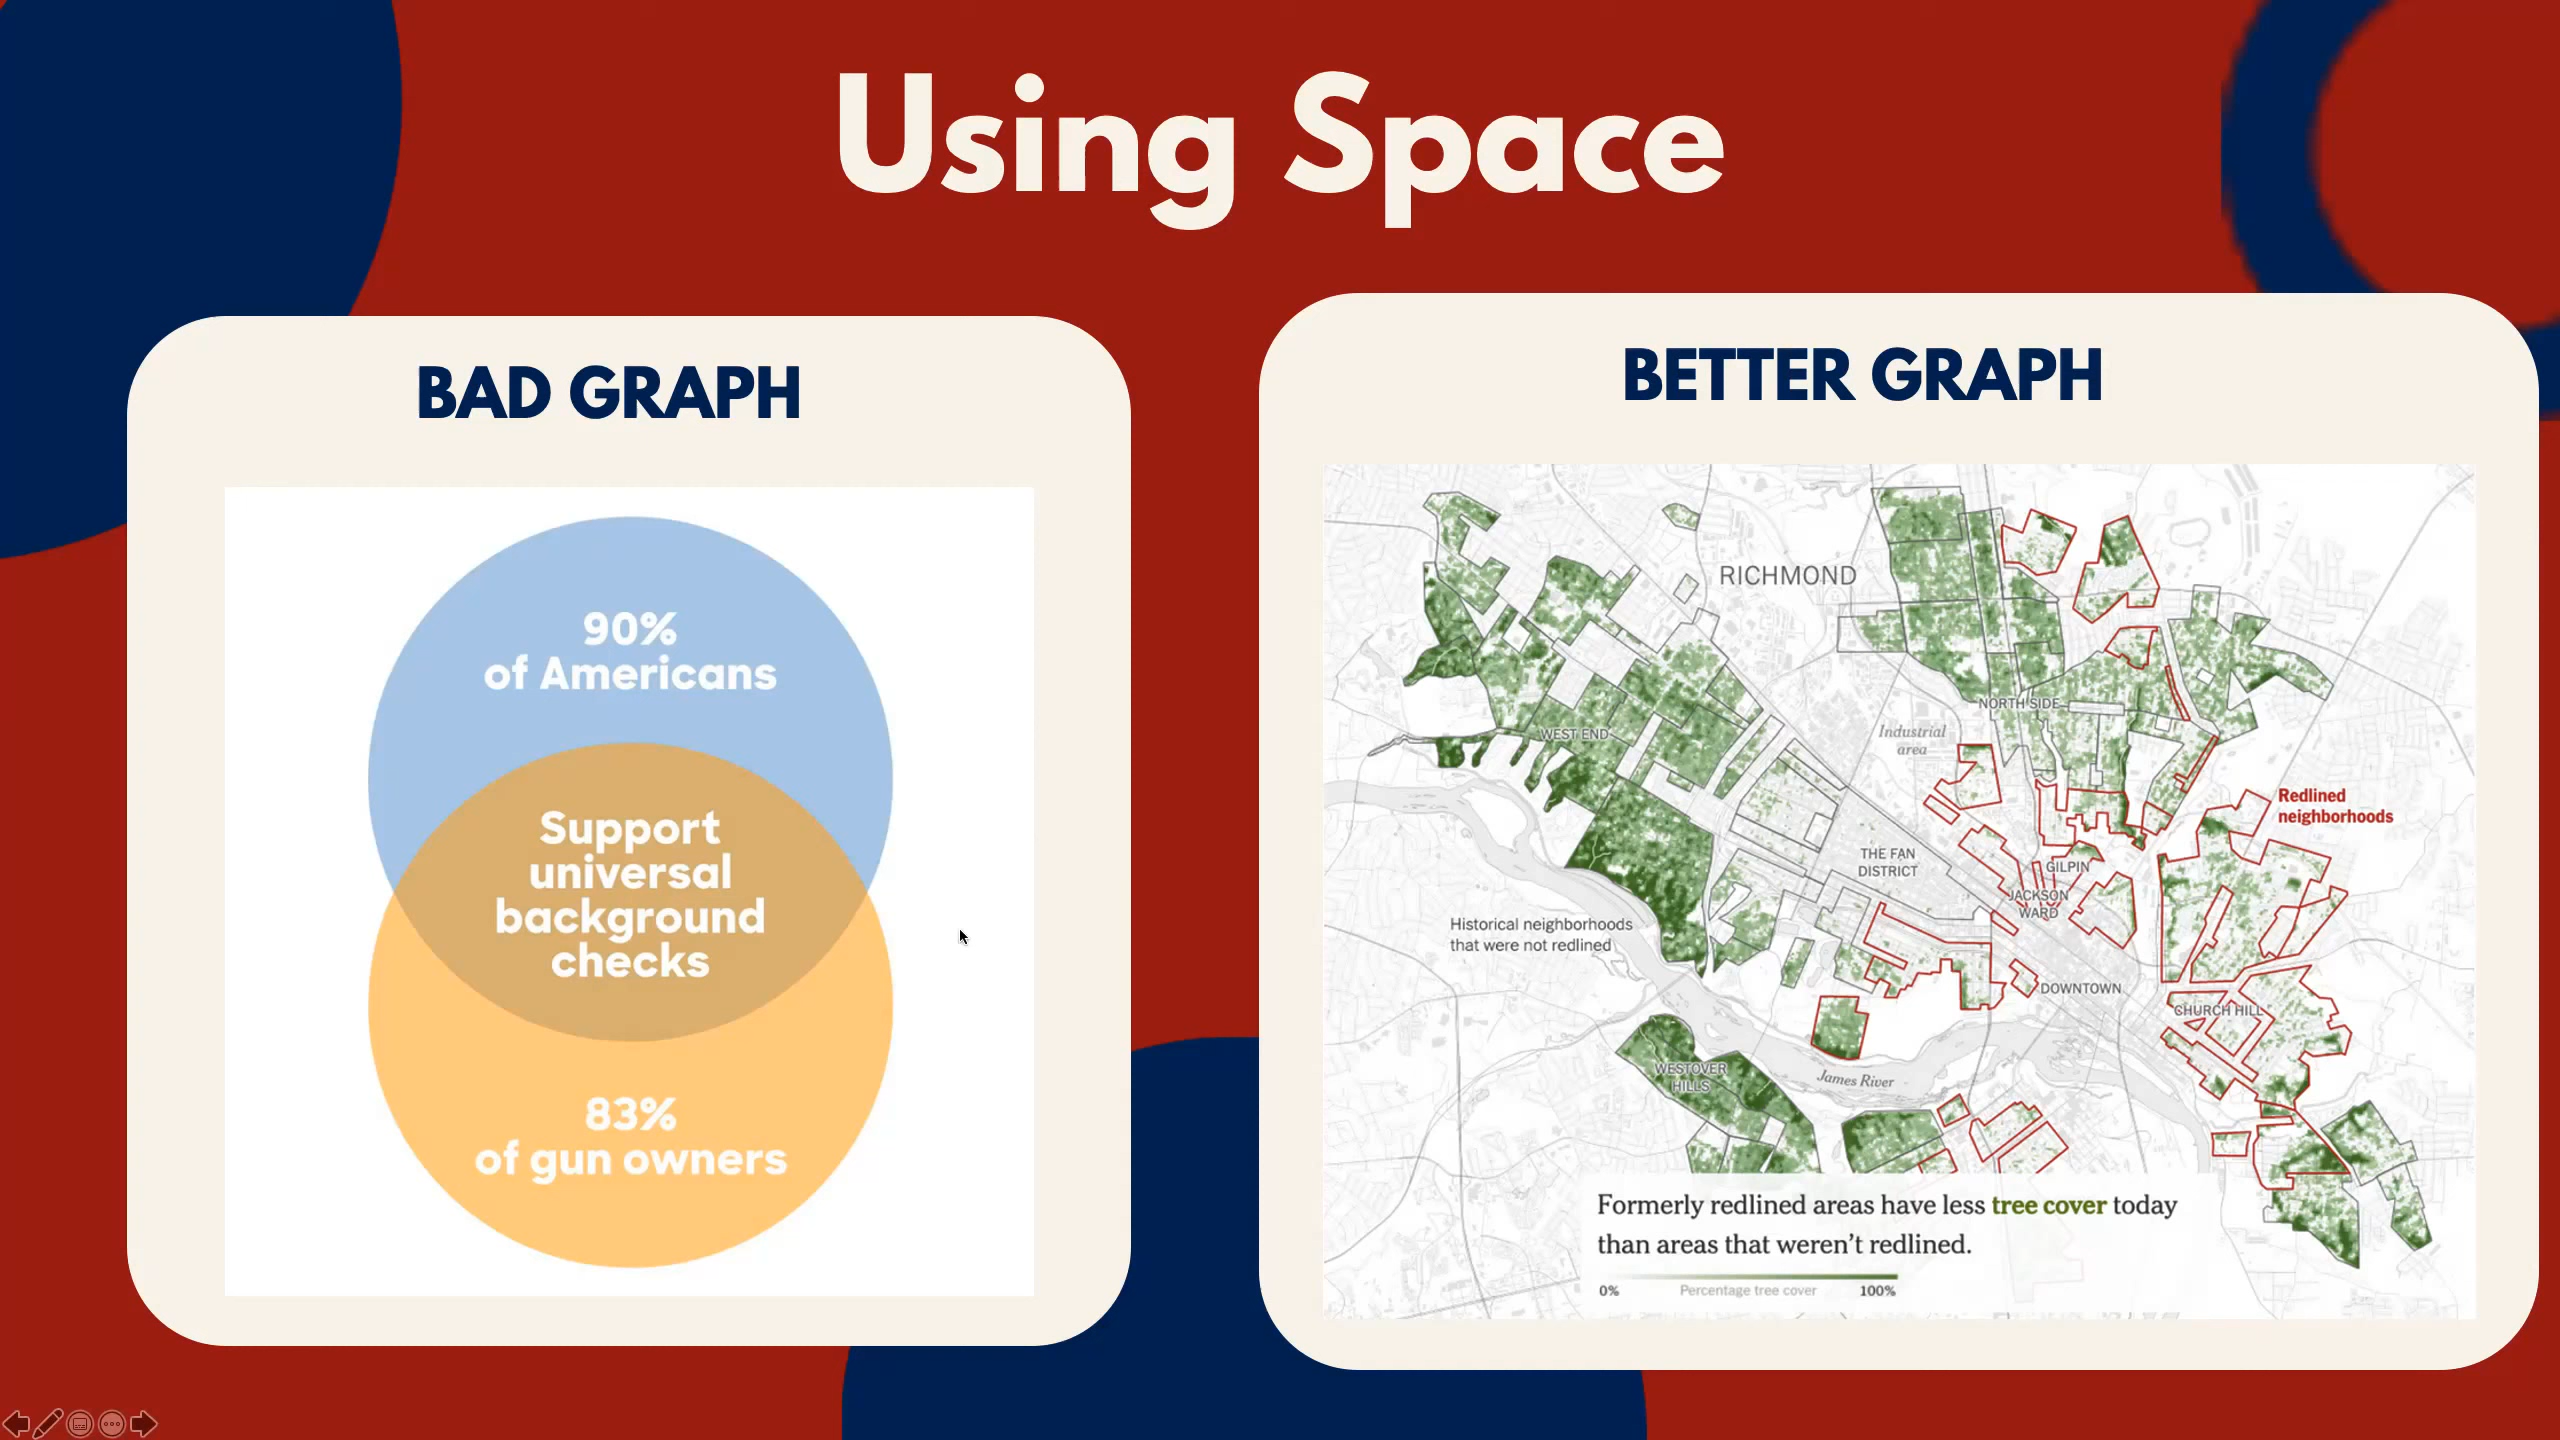 Using Space
BAD GRAPH
90%
of Americans
Support
universal
background
checks
83%
of gun owners
BETTER GRAPH
RICHMOND
NORTH SIDE
WEST END
Industrial
area
Redlined
neighborhoods
THE FAN
DISTRICT
GILPIN
JACKSON
WARD
Historical neighborhoods
that were not redlined
DOWNTOWN
CHURCH HILL
WESTOVER
HILLS
James River
Formerly redlined areas have less tree cover today
than areas that weren’t redlined.
0% Percentage tree cover 100%